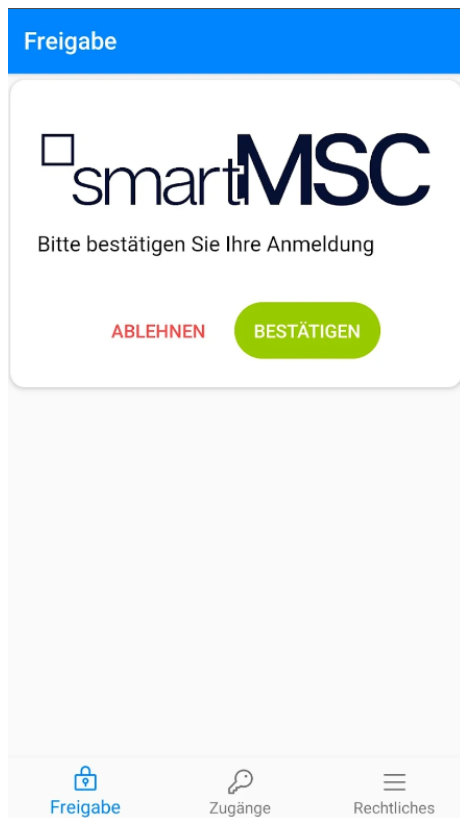 Freigabe
smartMSC
Bitte bestätigen Sie Ihre Anmeldung
ABLEHNEN BESTÄTIGEN
Freigabe Zugänge Rechtliches